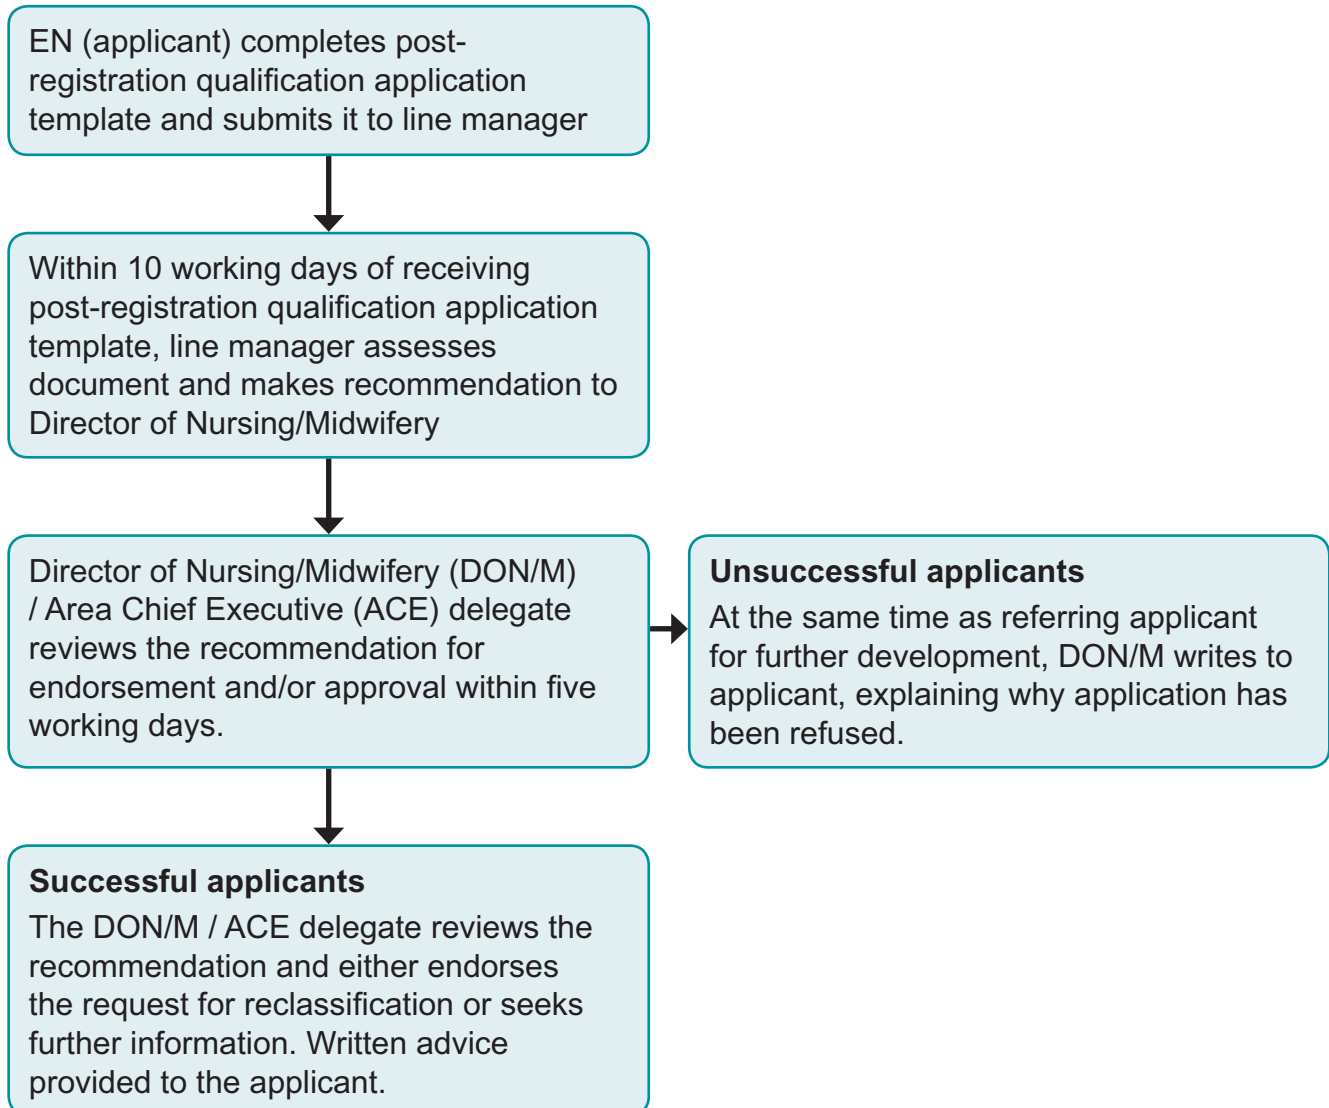 EN (applicant) completes post-
registration qualification application
template and submits it to line manager
Within 10 working days of receiving
post-registration qualification application
template, line manager assesses
document and makes recommendation to
Director of Nursing/Midwifery
Director of Nursing/Midwifery (DON/M)
/ Area Chief Executive (ACE) delegate
reviews the recommendation for
endorsement and/or approval within five
working days.
Unsuccessful applicants
At the same time as referring applicant
for further development, DON/M writes to
applicant, explaining why application has
been refused.
Successful applicants
The DON/M / ACE delegate reviews the
recommendation and either endorses
the request for reclassification or seeks
further information. Written advice
provided to the applicant.